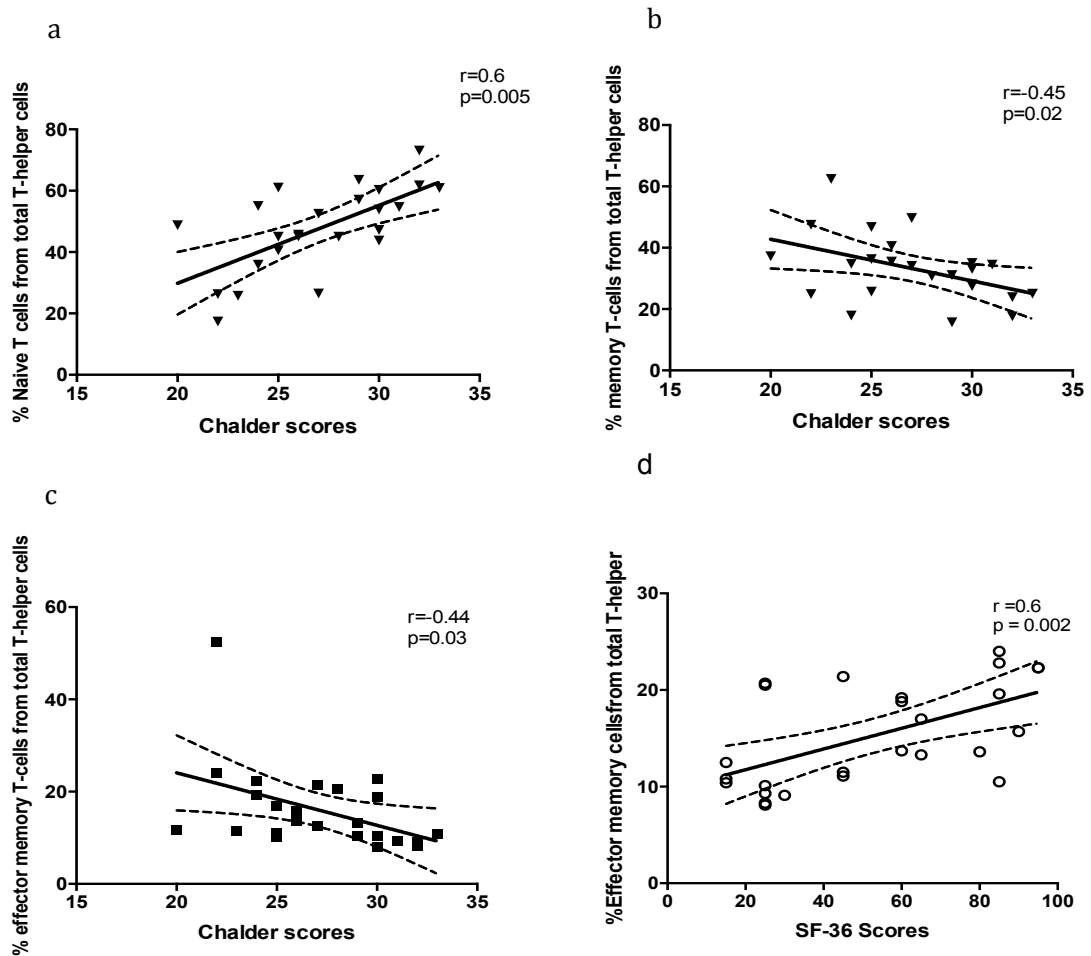 a
r=0.6
p=0.005
% Naive T cells from total T-helper cells
80
60
40
20
0
15 20 25 30 35
Chalder scores
b
r=-0.45
p=0.02
% memory T-cells from total T-helper cells
80
60
40
20
0
15 20 25 30 35
Chalder scores
c
r=-0.44
p=0.03
% effector memory T-cells from total T-helper cells
60
40
20
0
15 20 25 30 35
Chalder scores
d
r =0.6
p = 0.002
%Effector memory cellsfrom total T-helper
30
20
10
0
0 20 40 60 80 100
SF-36 Scores